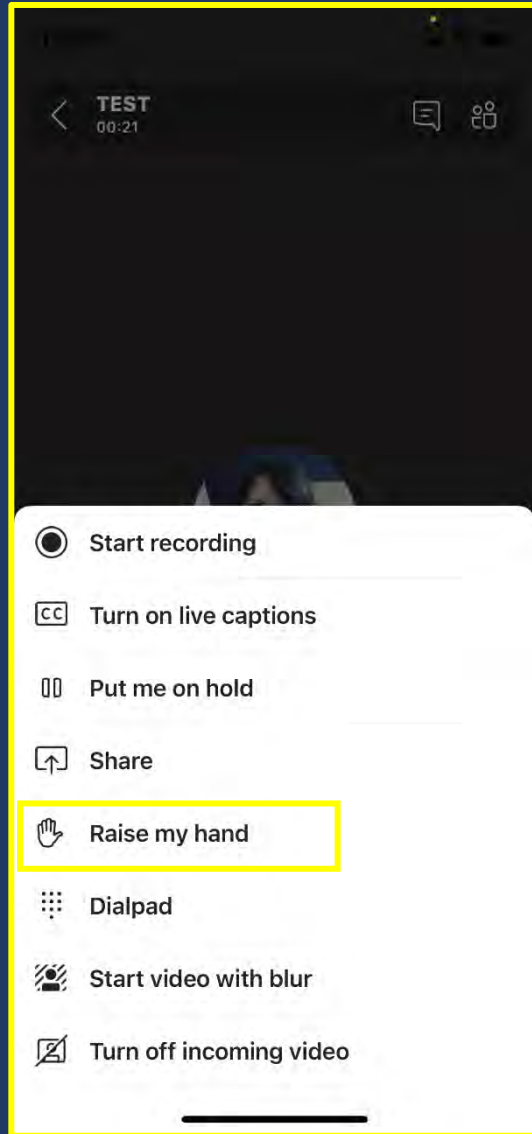 TEST
00:21
Start recording
CC Turn on live captions
Put me on hold
Share
Raise my hand
Dialpad
Start video with blur
Turn off incoming video